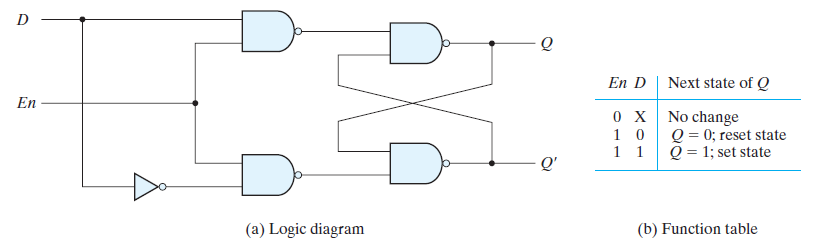 D
En
Q
Q'
(a) Logic diagram
En D Next state of Q
0 X No change
1 0 Q = 0; reset state
1 1 Q = 1; set state
(b) Function table